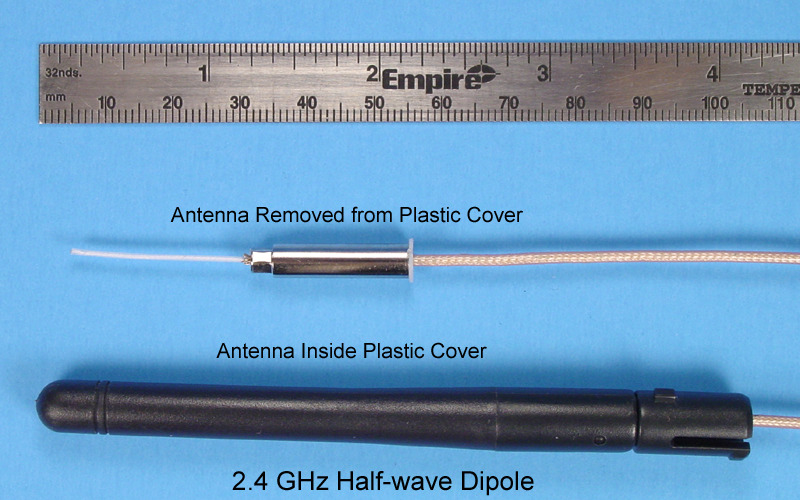 32nds. 1 2 Empire 3 4
mm 10 20 30 40 50 60 70 80 90 100 110
TEMPE
Antenna Removed from Plastic Cover
Antenna Inside Plastic Cover
2.4 GHz Half-wave Dipole